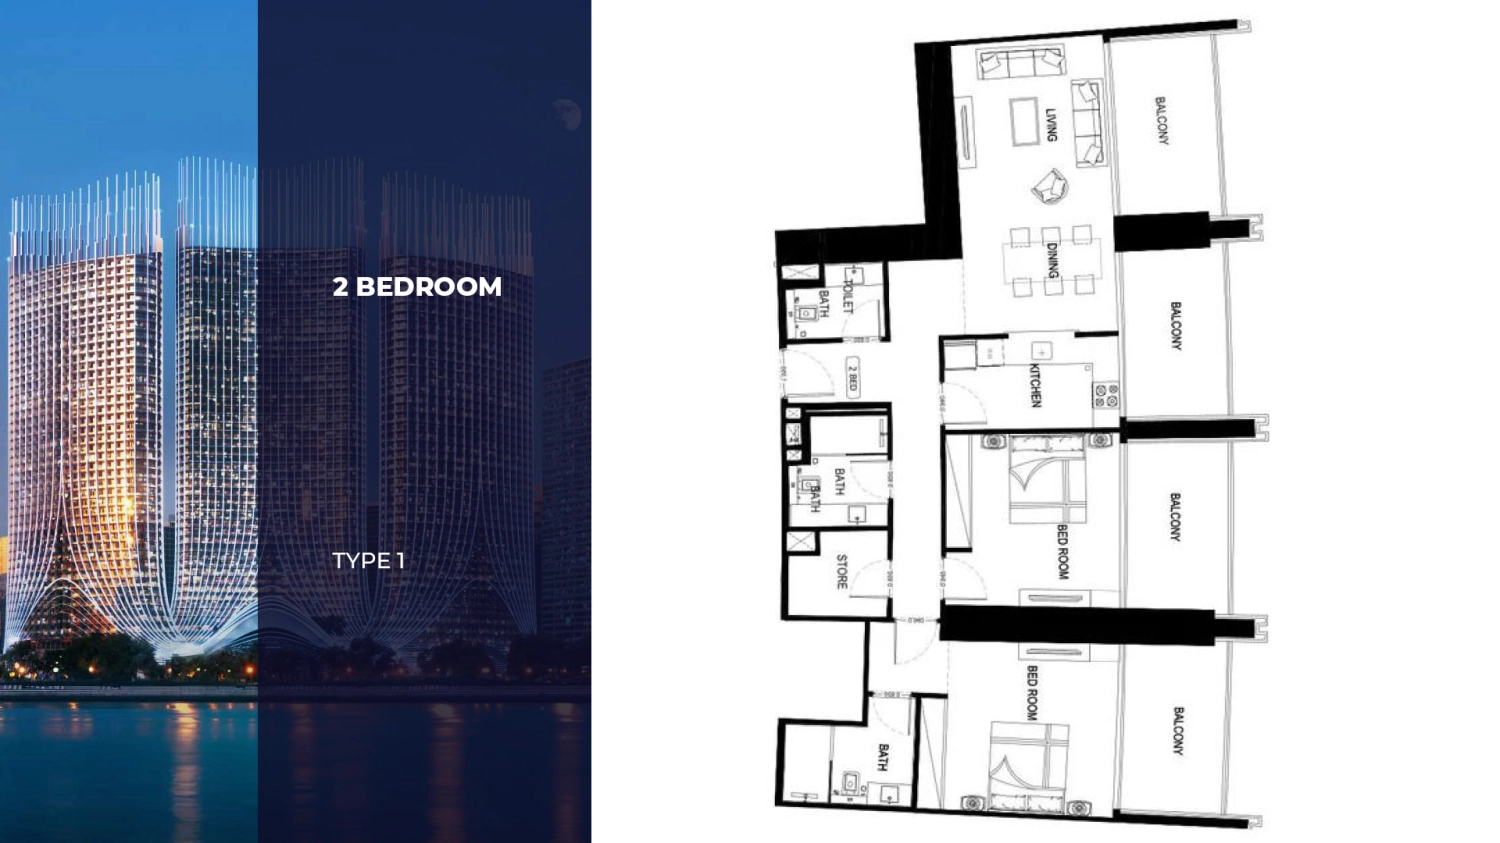 2 BEDROOM
TYPE 1
LIVING
BALCONY
DINING
BALCONY
TOILET
BATH
2 BED
KITCHEN
BATH
BATH
BED ROOM
BALCONY
STORE
BED ROOM
BALCONY
BATH